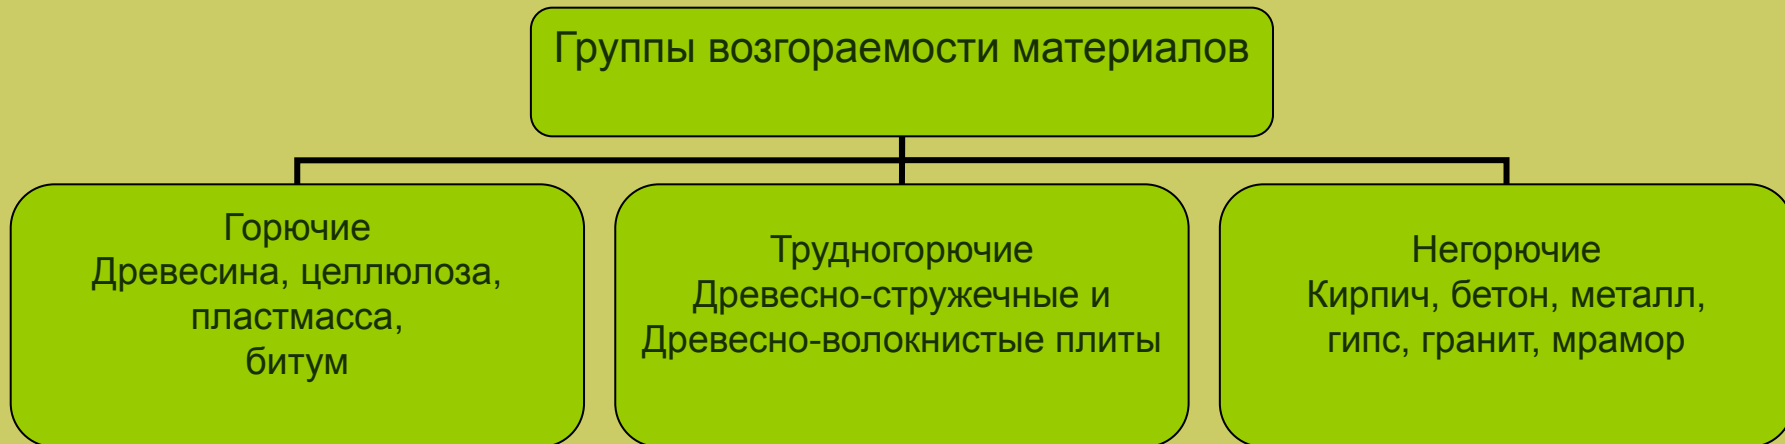 Группы возгораемости материалов
Горючие
Древесина, целлюлоза,
пластмасса,
битум
Трудногорючие
Древесно-стружечные и
Древесно-волокнистые плиты
Негорючие
Кирпич, бетон, металл,
гипс, гранит, мрамор